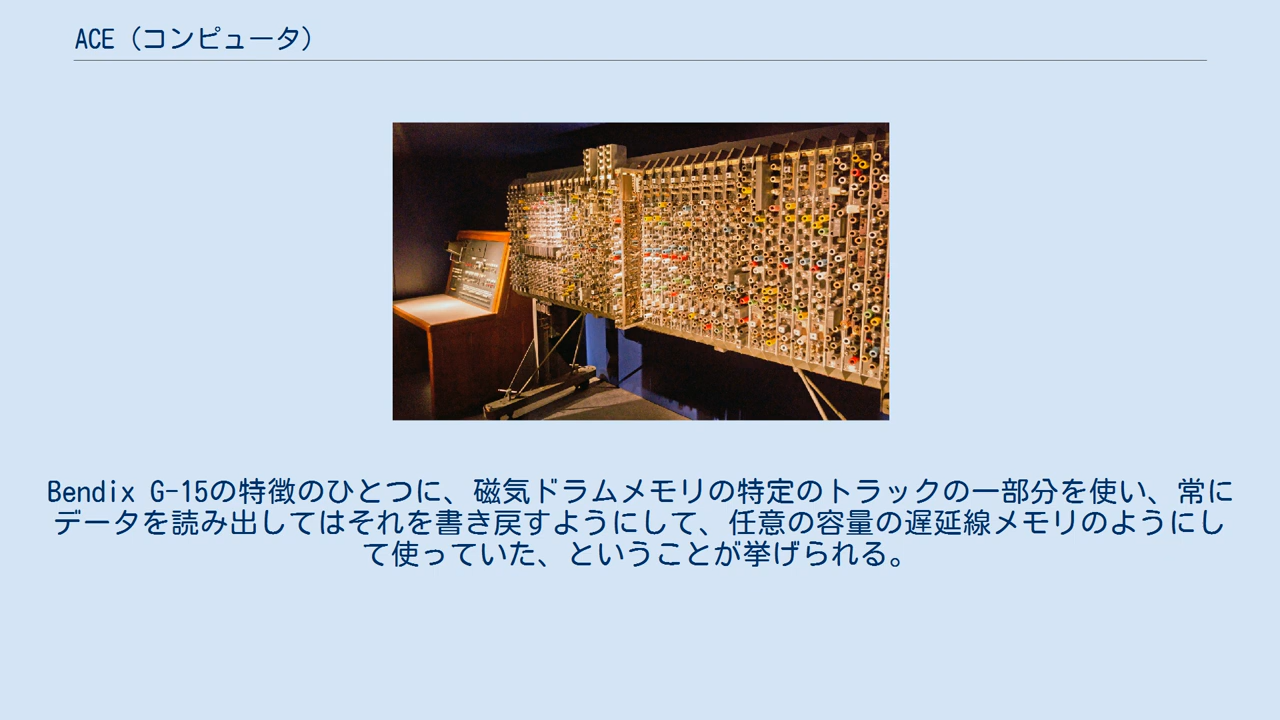 ACE（コンピュータ）
Bendix G-15の特徴のひとつに、磁気ドラムメモリの特定のトラックの一部分を使い、常に
データを読み出してはそれを書き戻すようにして、任意の容量の遅延線メモリのようにし
て使っていた、ということが挙げられる。